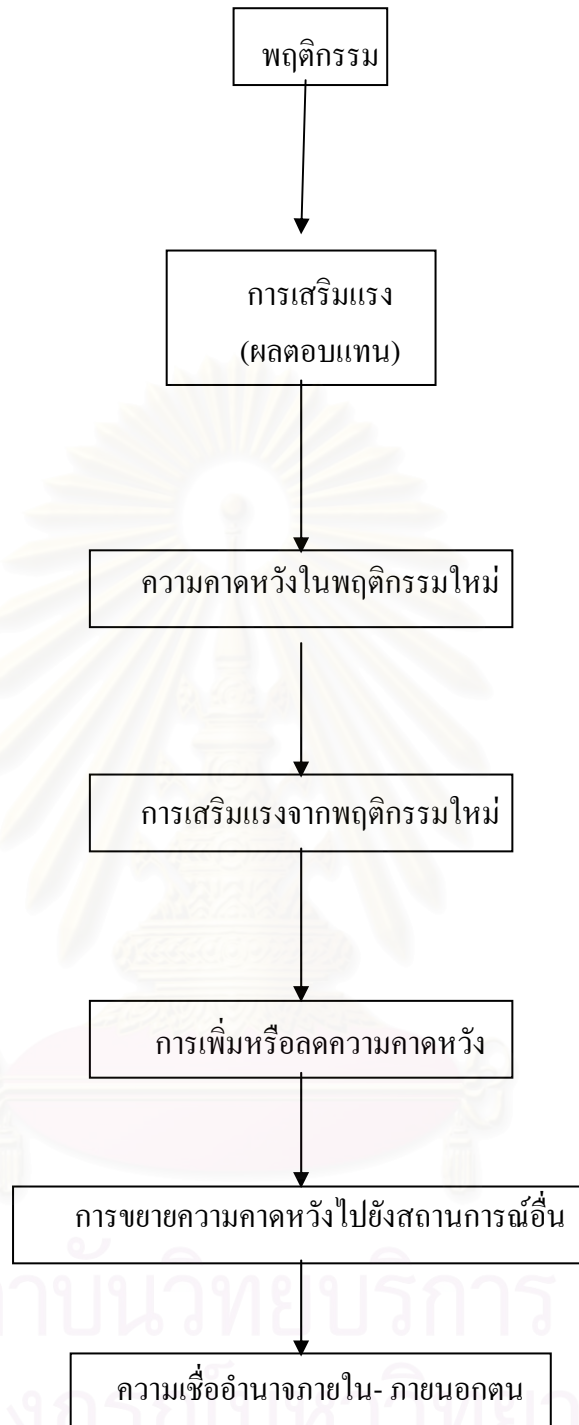 พฤติกรรม
การเสริมแรง
(ผลตอบแทน)
ความคาดหวังในพฤติกรรมใหม่
การเสริมแรงจากพฤติกรรมใหม่
การเพิ่มหรือลดความคาดหวัง
การขยายความคาดหวังไปยังสถานการณ์อื่น
ความเชื่ออำนาจภายใน- ภายนอกตน